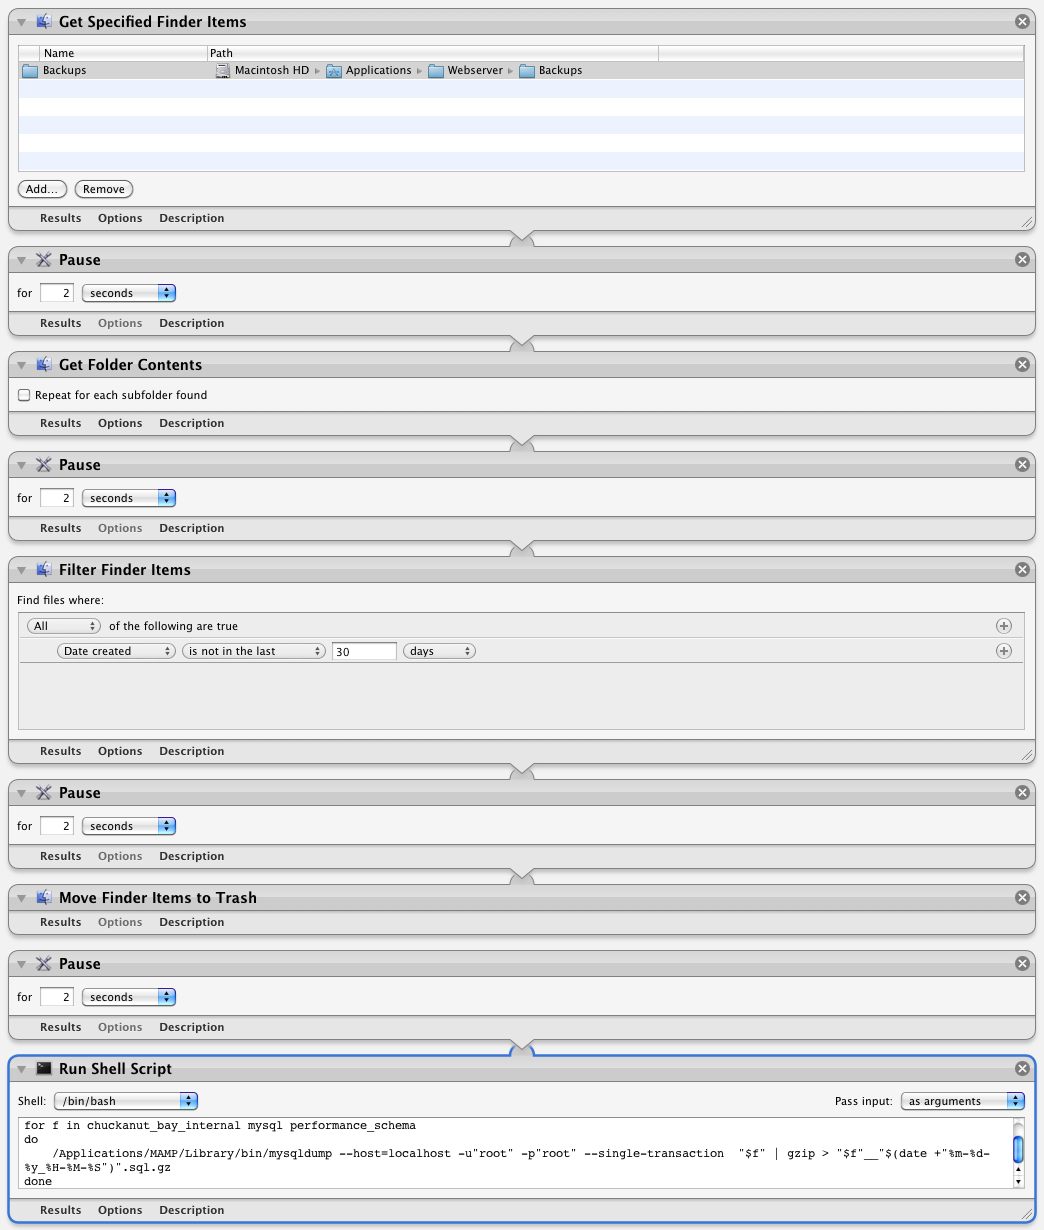 Get Specified Finder Items
Name Path
Backups Macintosh HD Applications Webserver Backups
Add... Remove
Results Options Description
Pause
for 2 seconds
Results Options Description
Get Folder Contents
Repeat for each subfolder found
Results Options Description
Pause
for 2 seconds
Results Options Description
Filter Finder Items
Find files where:
All of the following are true
Date created is not in the last 30 days
Results Options Description
Pause
for 2 seconds
Results Options Description
Move Finder Items to Trash
Results Options Description
Pause
for 2 seconds
Results Options Description
Run Shell Script
Shell: /bin/bash Pass input: as arguments
for f in chuckanut_bay_internal mysql performance_schema
do
/Applications/MAMP/Library/bin/mysqldump --host=localhost -u"root" -p"root" --single-transaction "$f" | gzip > "$f"__"$(date +"%m-%d-
%y_%H-%M-%S")".sql.gz
done
Results Options Description